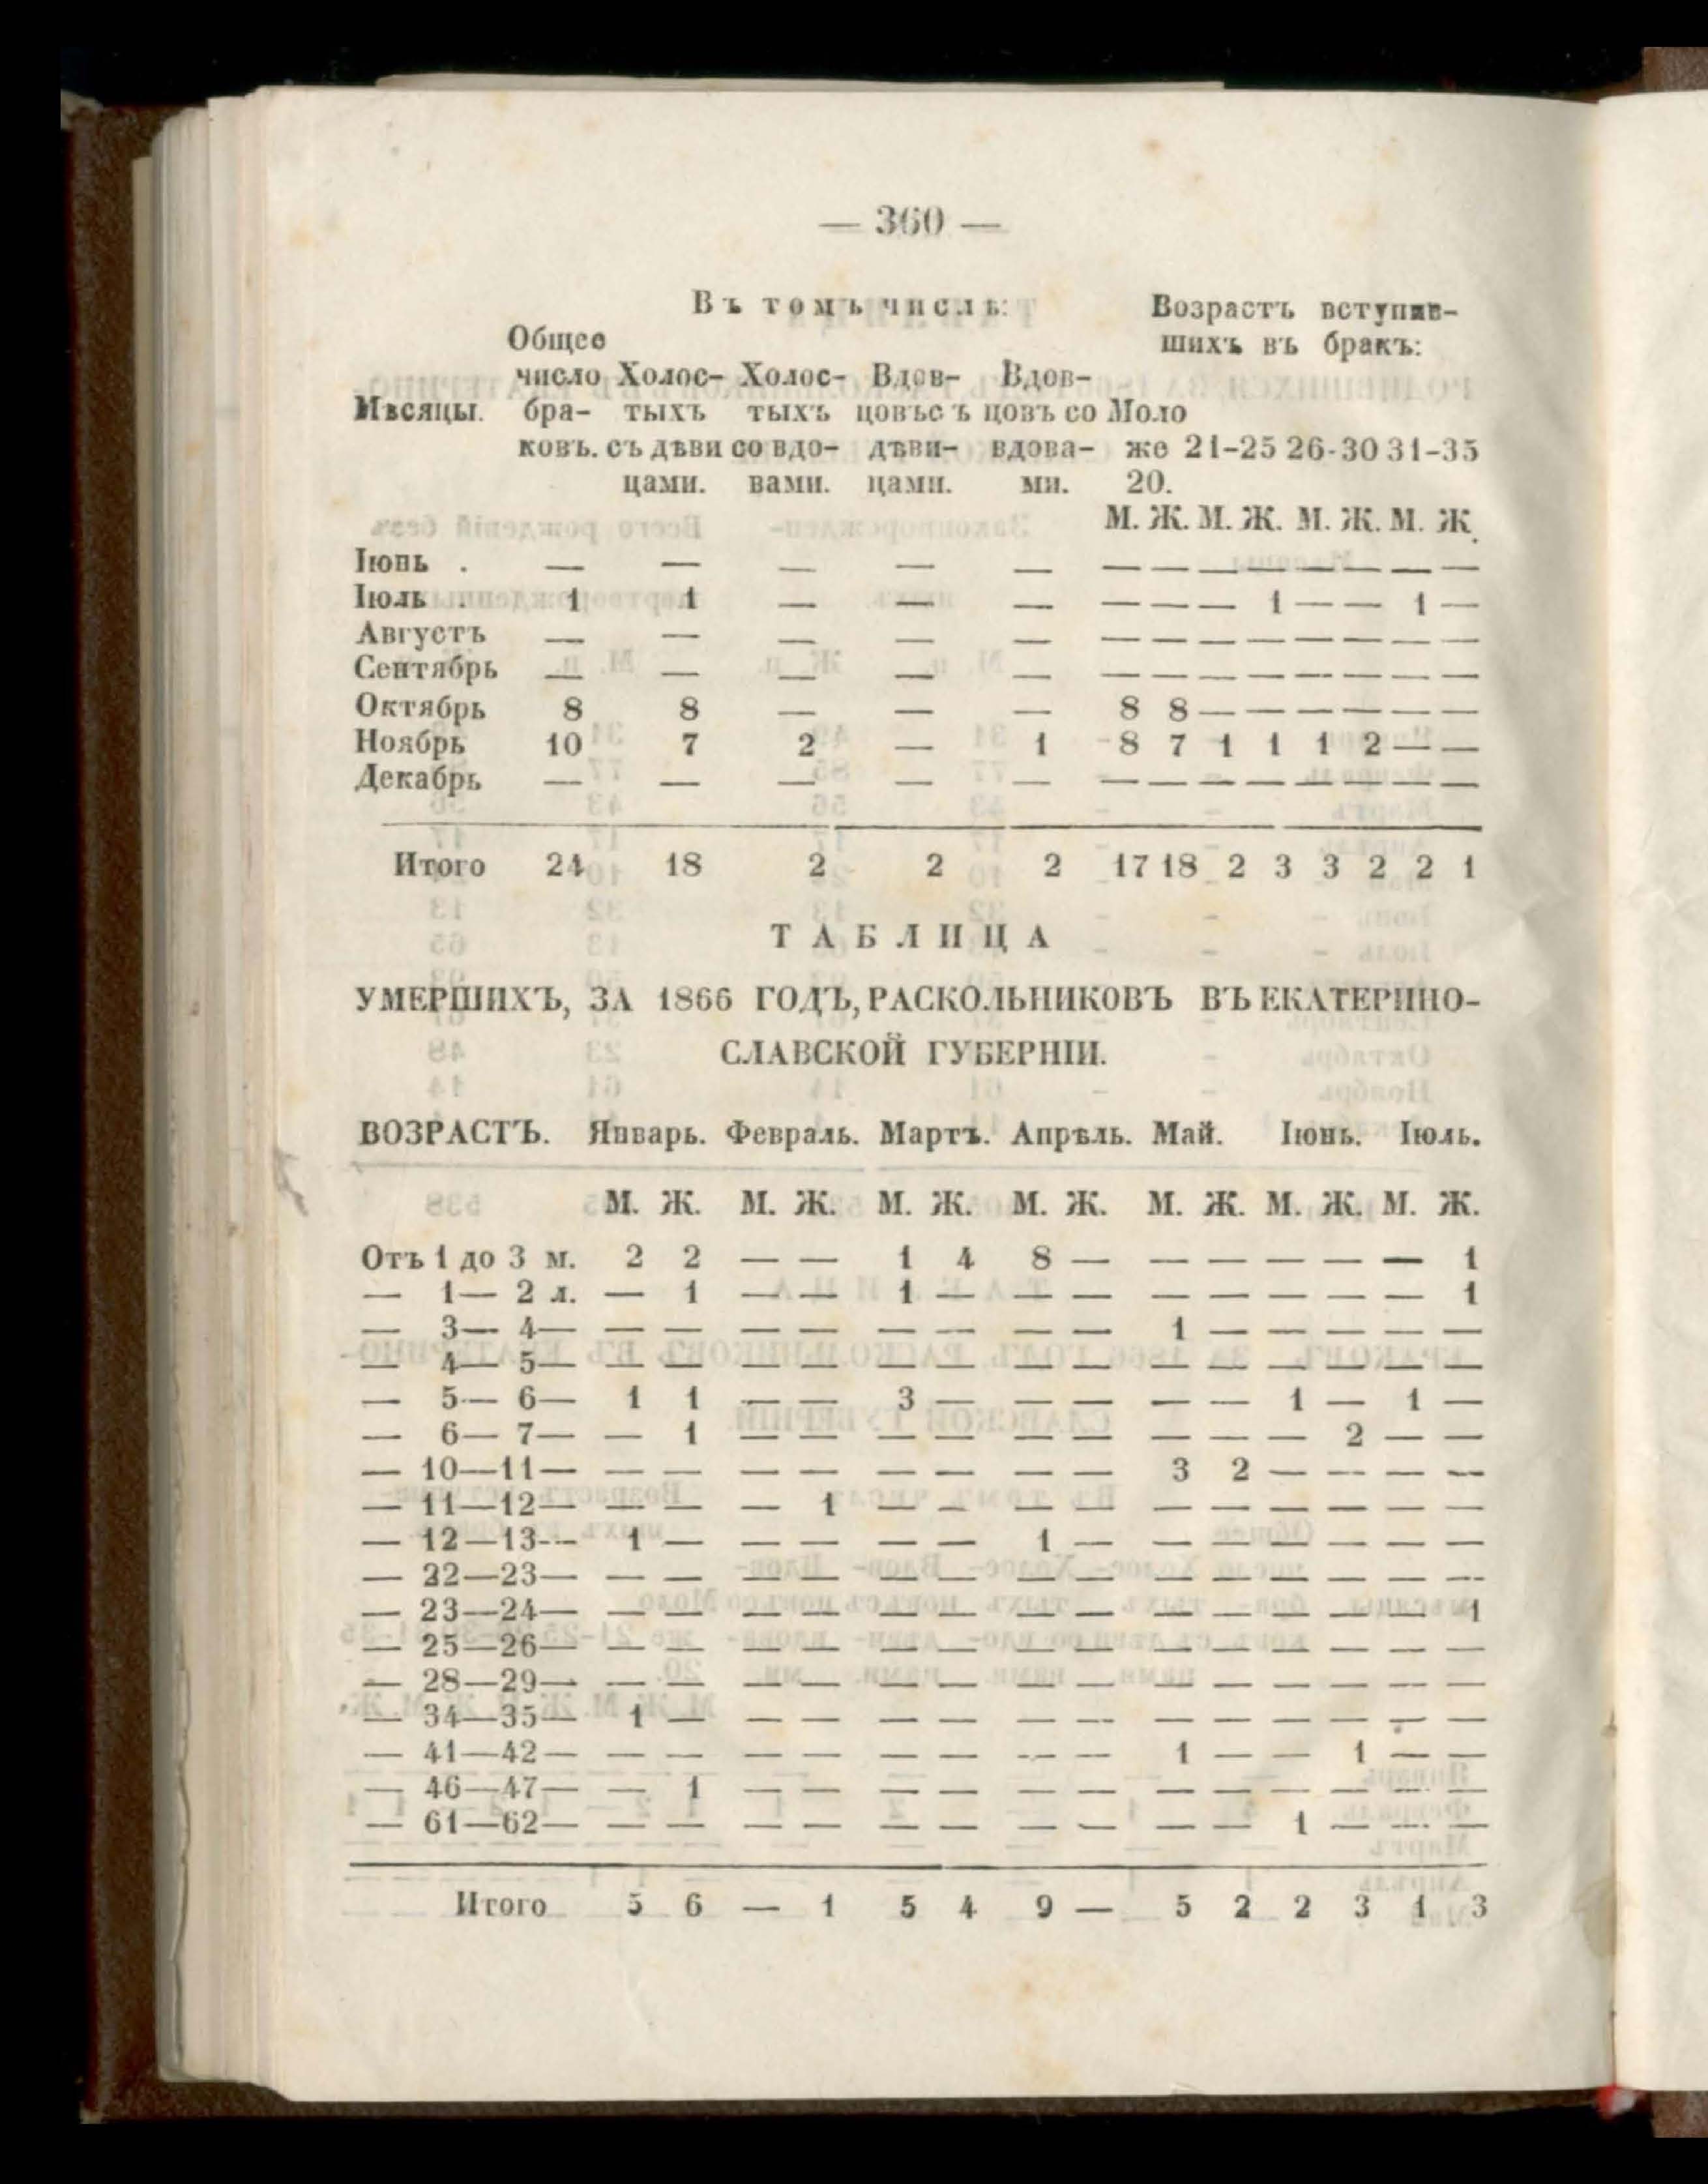 — 360 —
Въ томъ числѣ: Возрастъ вступив-
Общее шихъ въ бракъ:
число Холос- Холос- Вдов- Вдов-
Мѣсяцы. бра- тыхъ тыхъ цовъ съ цовъ со Моло
ковъ. съ дѣви со вдо- дѣви- вдова- же 21-25 26-30 31-35
цами. вами. цами. ми. 20.
М. Ж. М. Ж. М. Ж. М. Ж.
Іюнь . — — — — — — — — — — — — —
Іюль . 1 1 — — — — — — 1 — — 1 —
Августъ — — — — — — — — — — — — —
Сентябрь — — — — — — — — — — — — —
Октябрь 8 8 — — — 8 8 — — — — — —
Ноябрь 10 7 2 — 1 8 7 1 1 1 2 — —
Декабрь — — — — — — — — — — — — —
Итого 24 18 2 2 2 17 18 2 3 3 2 2 1
ТАБЛИЦА
УМЕРШИХЪ, ЗА 1866 ГОДЪ, РАСКОЛЬНИКОВЪ ВЪ ЕКАТЕРИНО-
СЛАВСКОЙ ГУБЕРНІИ.
ВОЗРАСТЪ. Январь. Февраль. Мартъ. Апрѣль. Май. Іюнь. Іюль.
М. Ж. М. Ж. М. Ж. М. Ж. М. Ж. М. Ж. М. Ж.
Отъ 1 до 3 м. 2 2 — — 1 4 8 — — — — — — 1
— 1— 2 л. — 1 — — 1 — — — — — — — — 1
— 3— 4— — — — — — — — — 1 — — — — —
— 4— 5— — — — — — — — — — — — — — —
— 5— 6— 1 1 — — 3 — — — — — 1 — 1 —
— 6— 7— — 1 — — — — — — — — — 2 — —
— 10—11— — — — — — — — — 3 2 — — — —
— 11—12— — — — 1 — — — — — — — — — —
— 12—13— 1 — — — — — 1 — — — — — — —
— 22—23— — — — — — — — — — — — — — —
— 23—24— — — — — — — — — — — — — — 1
— 25—26— — — — — — — — — — — — — — —
— 28—29— — — — — — — — — — — — — — —
— 34—35— 1 — — — — — — — — — — — — —
— 41—42— — — — — — — — — 1 — — 1 — —
— 46—47— — 1 — — — — — — — — — — — —
— 61—62— — — — — — — — — — — 1 — — —
Итого 5 6 — 1 5 4 9 — 5 2 2 3 1 3